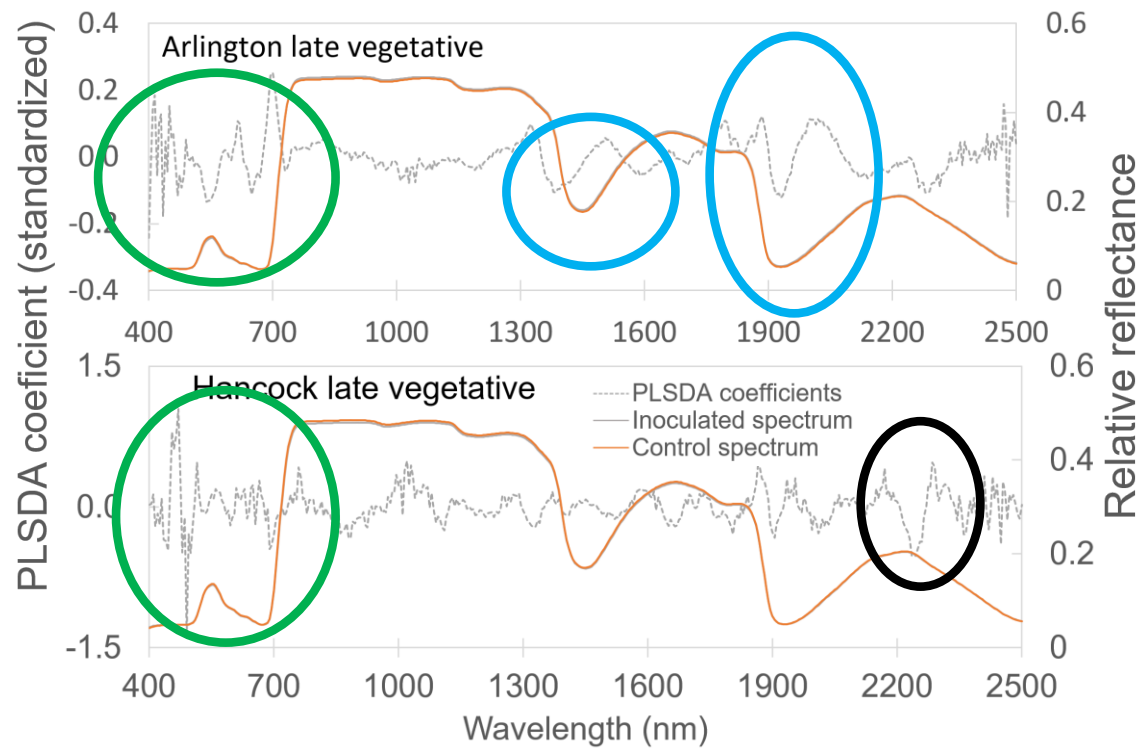 PLSDA coeficient (standardized)
Relative reflectance
0.4
0.2
0.0
-0.2
-0.4
Arlington late vegetative
0.6
0.4
0.2
0
400 700 1000 1300 1600 1900 2200 2500
1.5
0.0
-1.5
Hancock late vegetative
PLSDA coefficients
Inoculated spectrum
Control spectrum
0.6
0.4
0.2
0
400 700 1000 1300 1600 1900 2200 2500
Wavelength (nm)